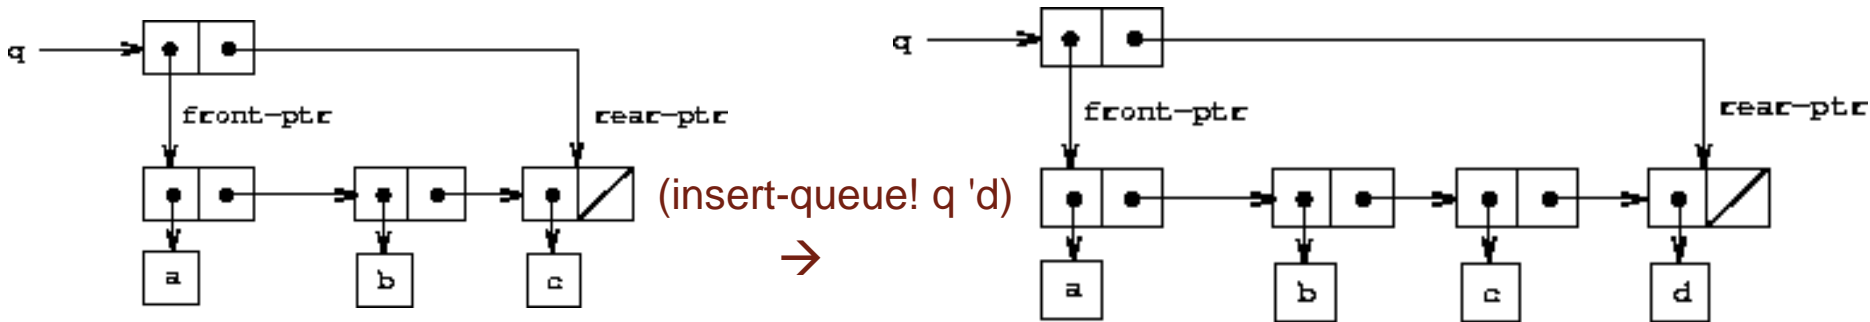 q
front-ptr
rear-ptr
a
b
c
(insert-queue! q 'd)
→
q
front-ptr
rear-ptr
a
b
c
d